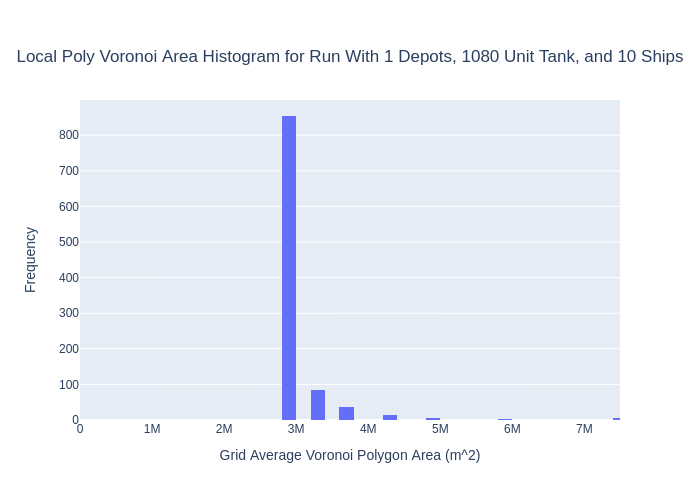 Local Poly Voronoi Area Histogram for Run With 1 Depots, 1080 Unit Tank, and 10 Ships
800
700
600
500
400
300
200
100
0
Frequency
0 1M 2M 3M 4M 5M 6M 7M
Grid Average Voronoi Polygon Area (m^2)